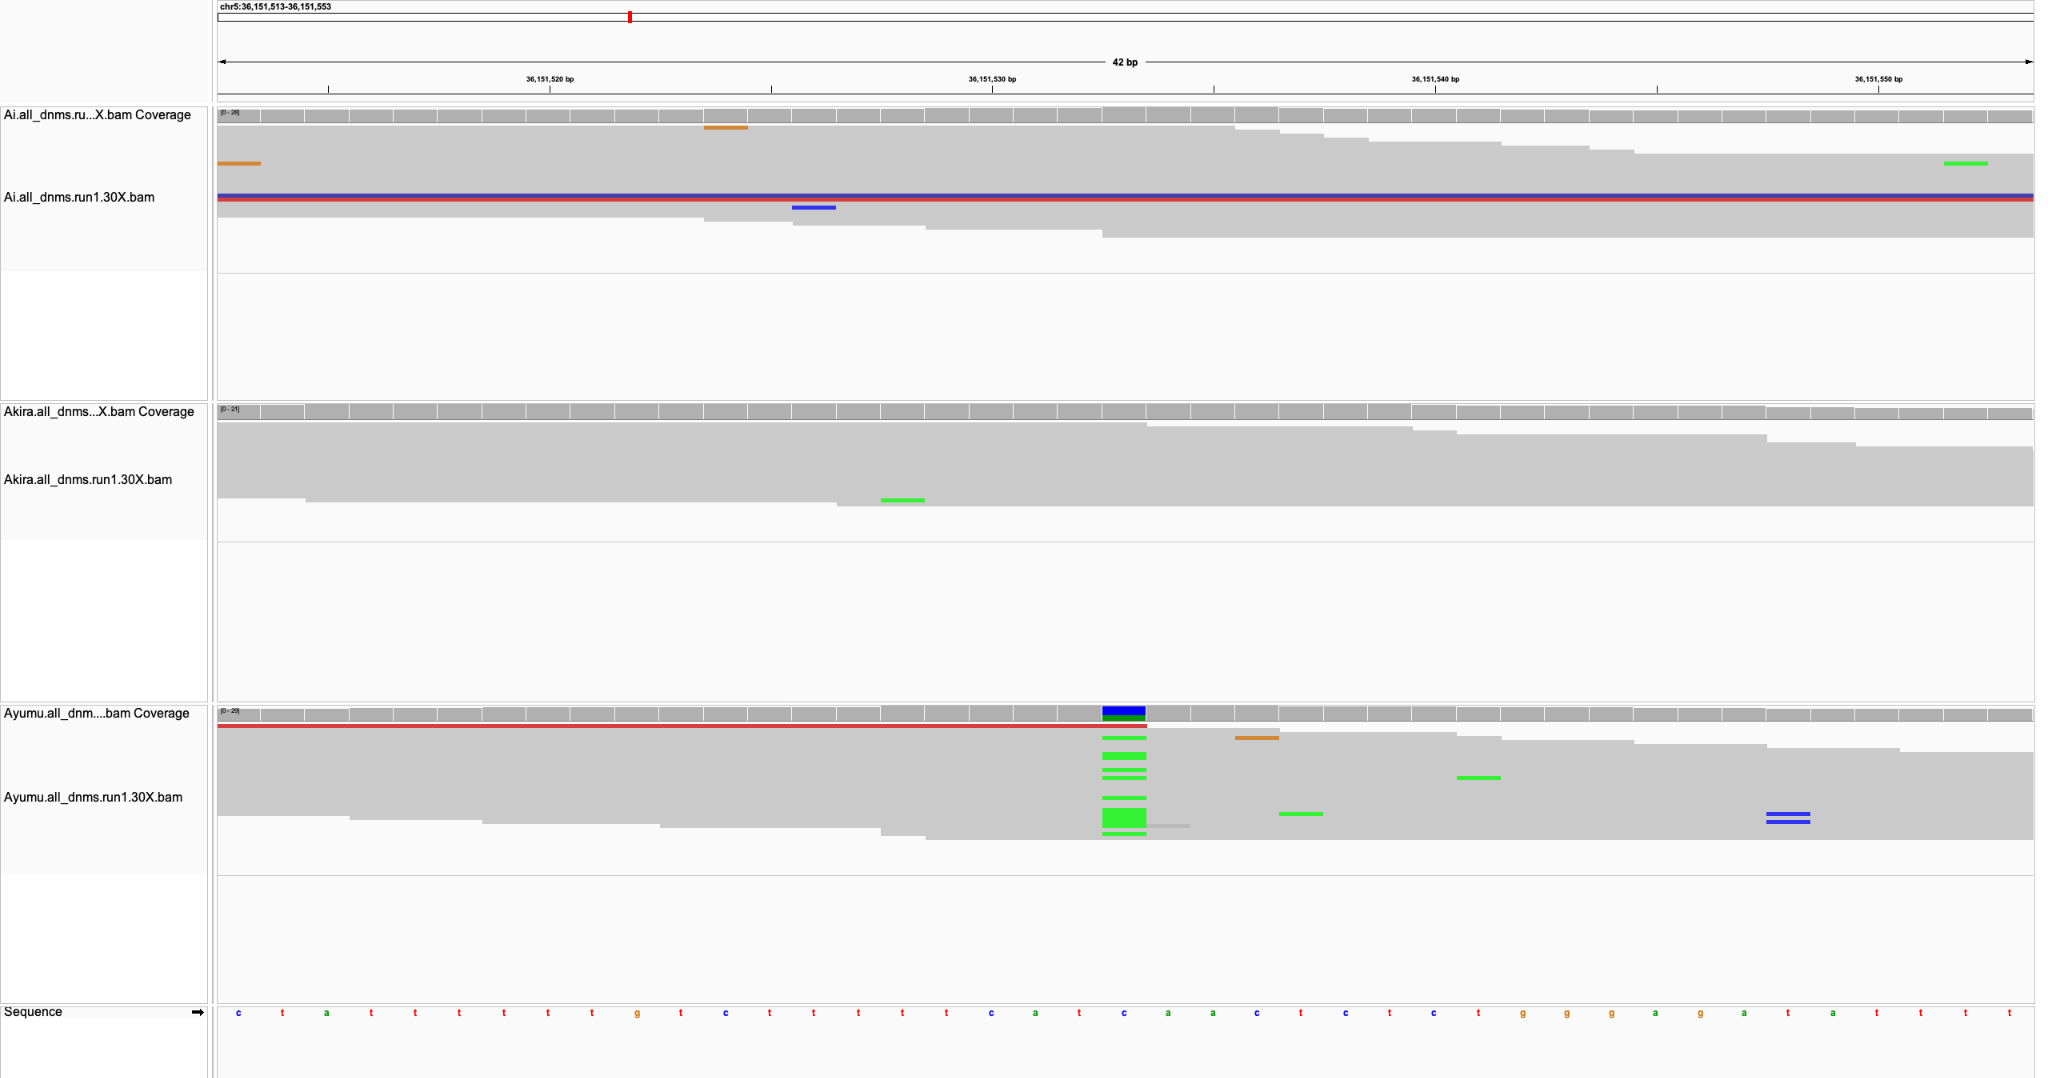 chr5:36,151,513-36,151,553
42 bp
36,151,520 bp 36,151,530 bp 36,151,540 bp 36,151,550 bp
Ai.all_dnms.ru...X.bam Coverage
[0 - 28]
Ai.all_dnms.run1.30X.bam
Akira.all_dnms...X.bam Coverage
[0 - 21]
Akira.all_dnms.run1.30X.bam
Ayumu.all_dnm....bam Coverage
[0 - 29]
Ayumu.all_dnms.run1.30X.bam
Sequence
c t a t t t t t t g t c t t t t t c a t c a a c t c t c t g g g a g a t a t t t t